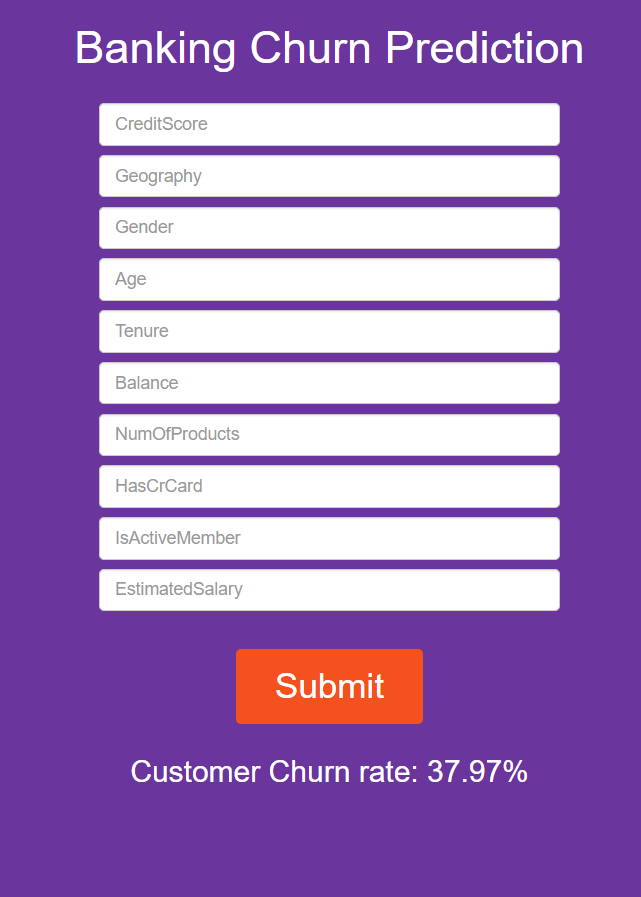 Banking Churn Prediction
CreditScore
Geography
Gender
Age
Tenure
Balance
NumOfProducts
HasCrCard
IsActiveMember
EstimatedSalary
Submit
Customer Churn rate: 37.97%